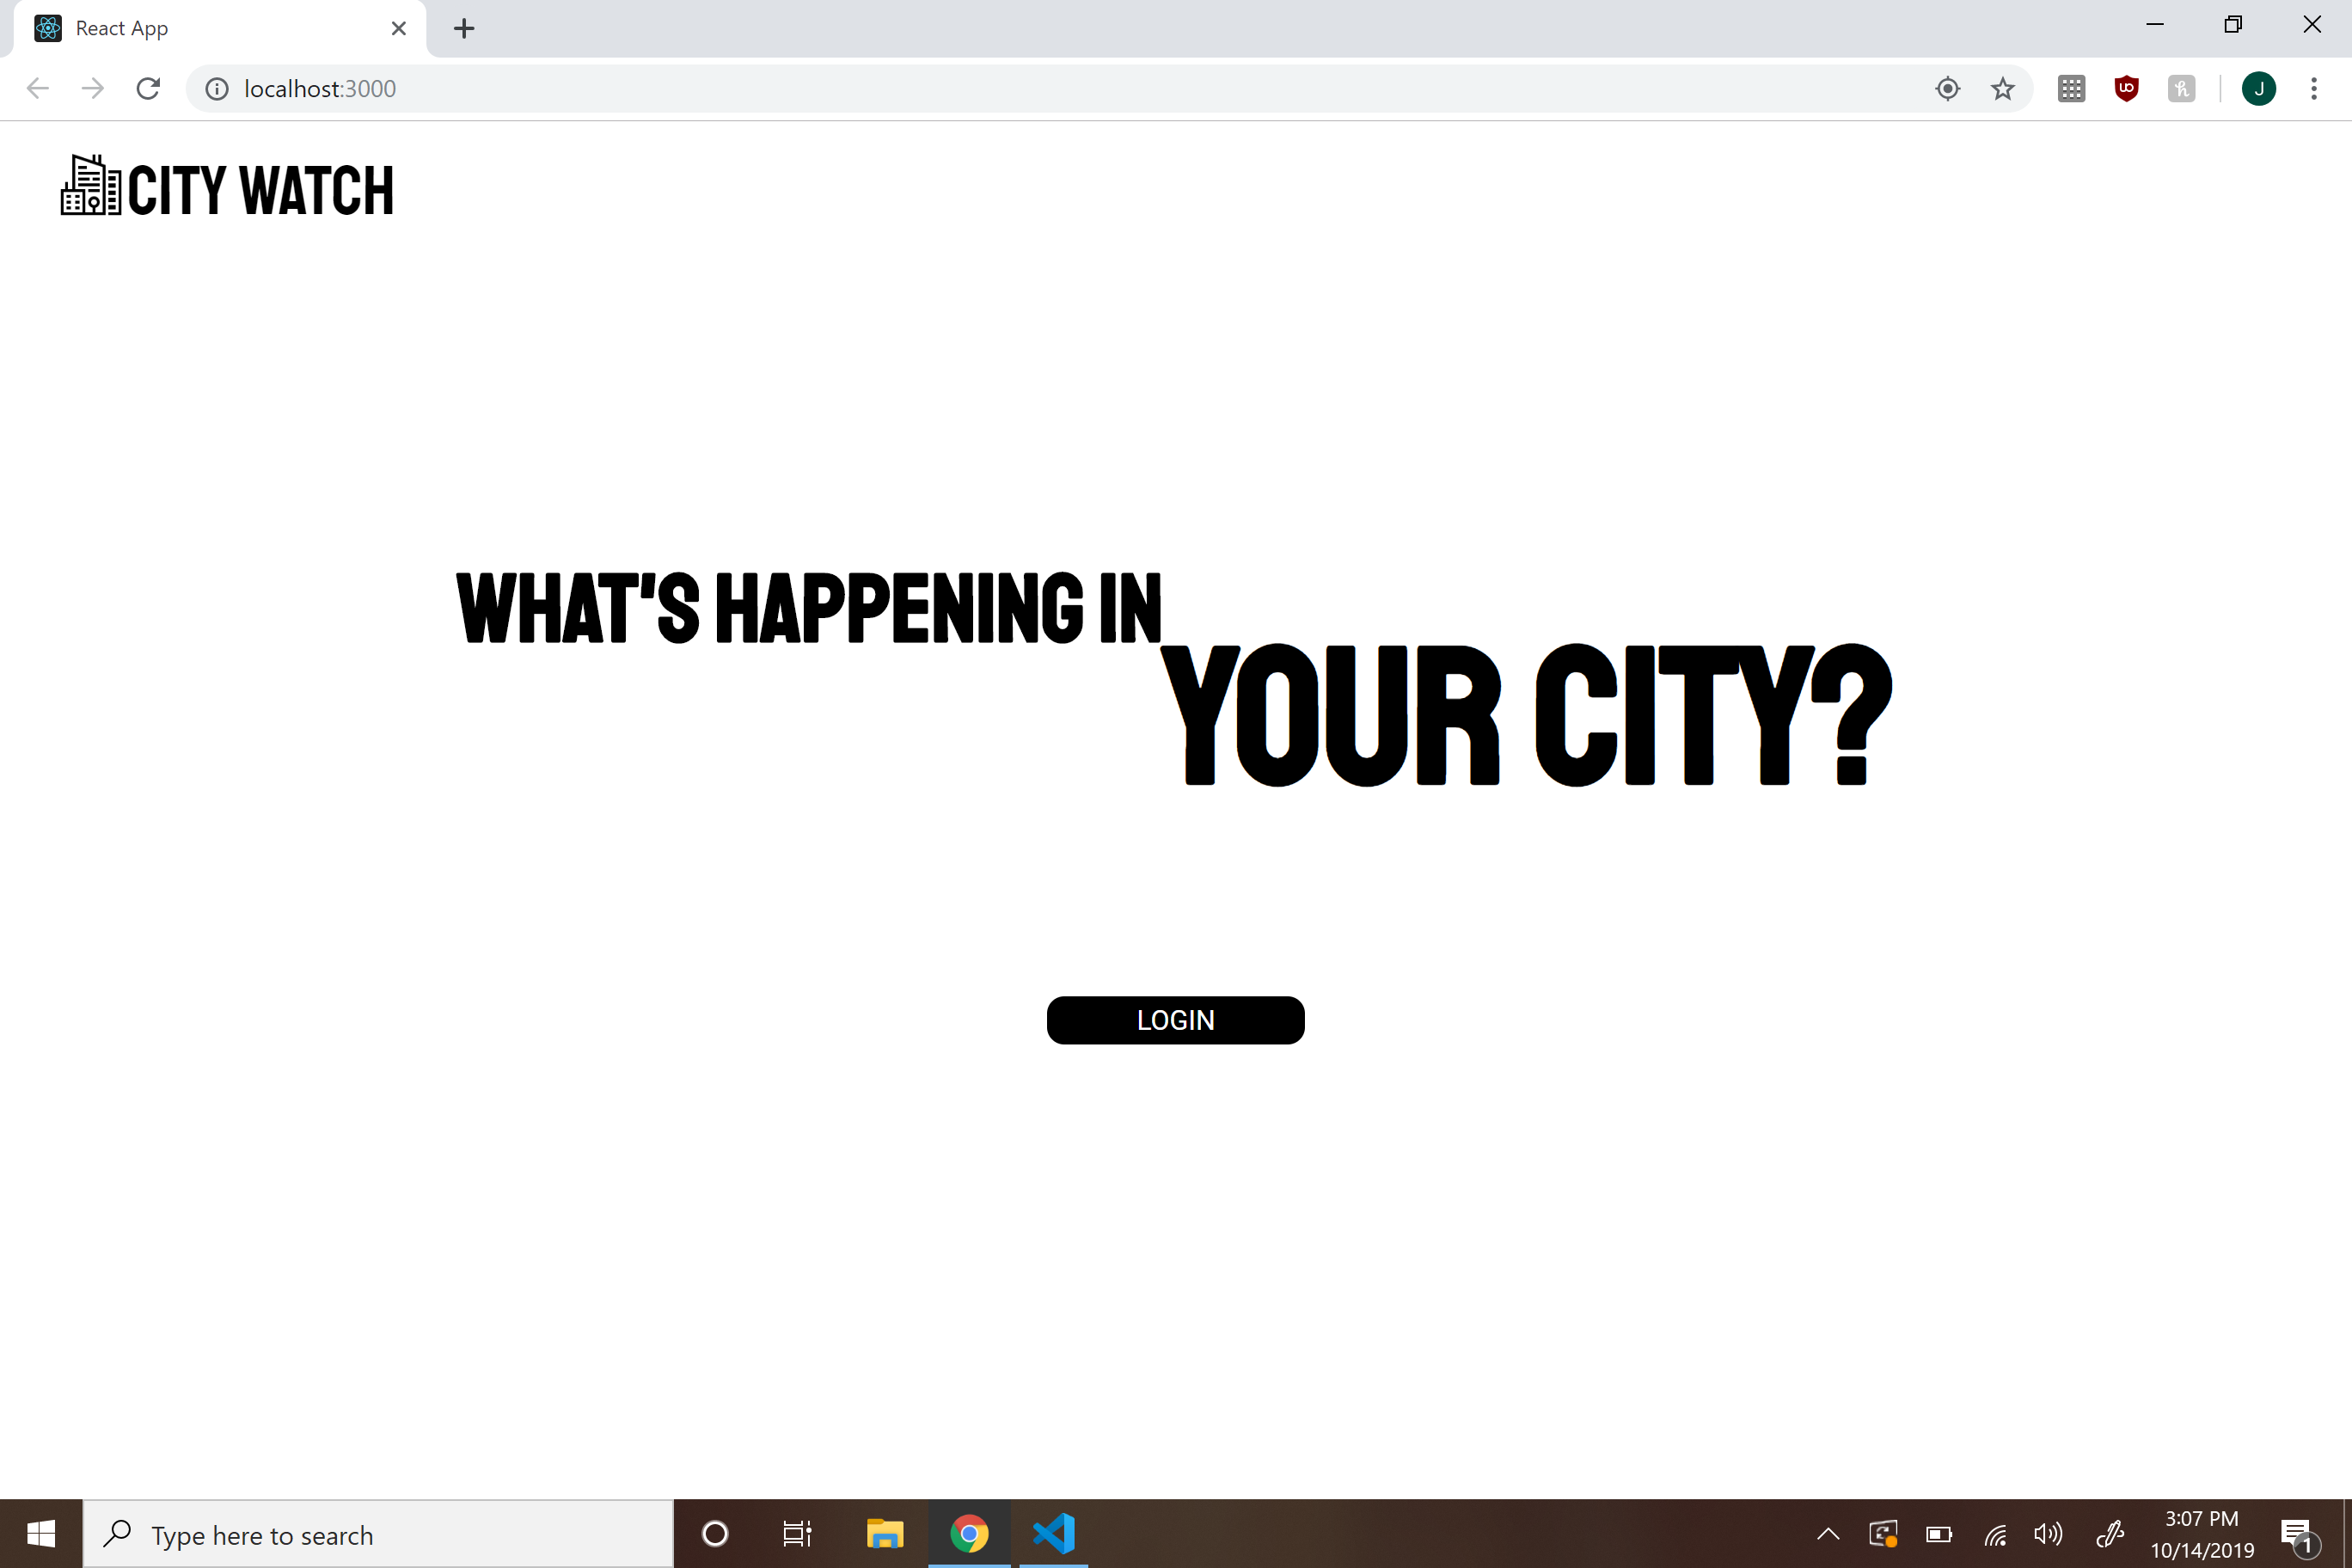 React App
localhost:3000
J
CITY WATCH
WHAT'S HAPPENING IN
YOUR CITY?
LOGIN
Type here to search
3:07 PM
10/14/2019
1